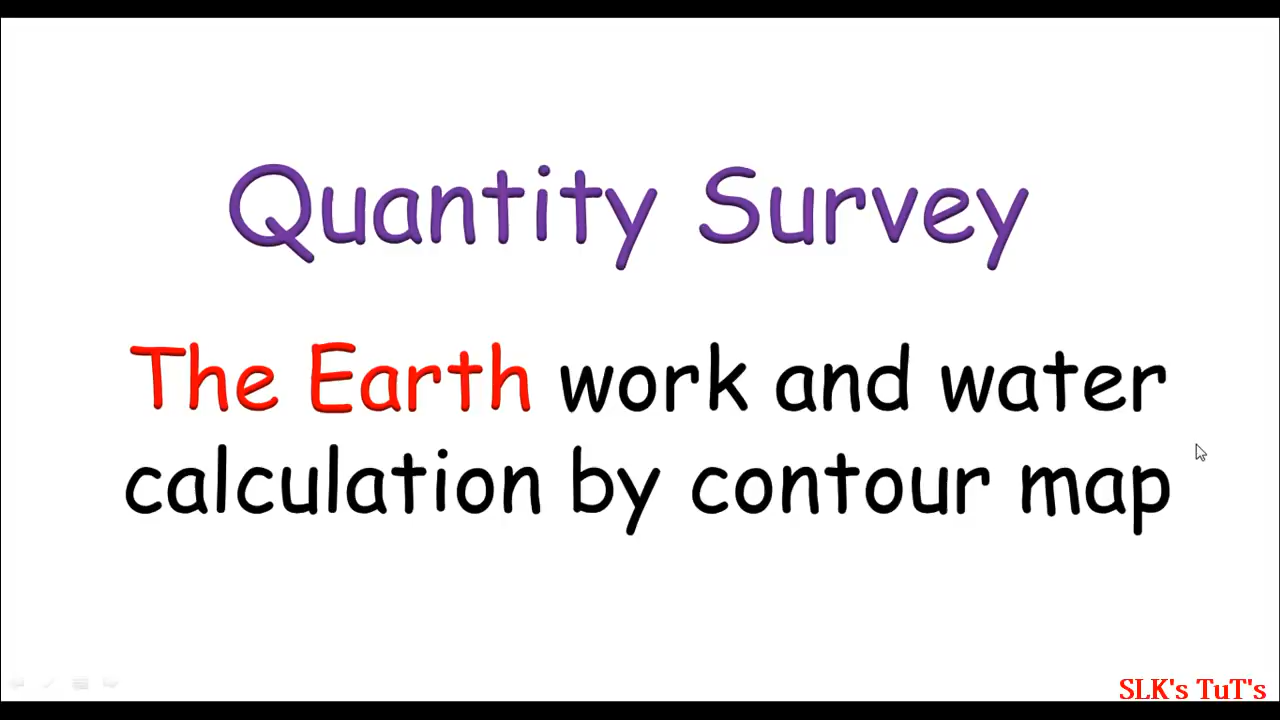 Quantity Survey
The Earth work and water
calculation by contour map
SLK's TuT's